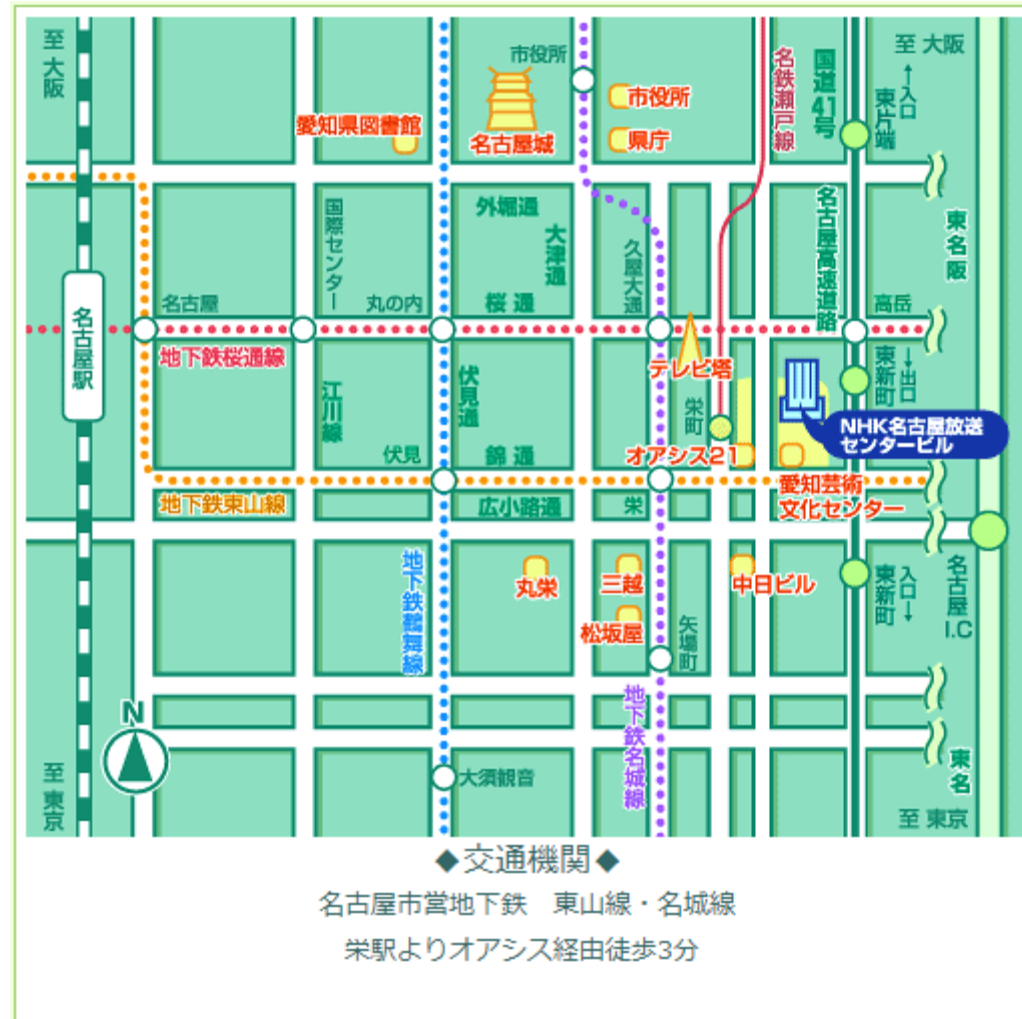 至 大阪
市役所
名鉄瀬戸線
国道41号
至 大阪
↑入口
東片端
市役所
愛知県図書館
名古屋城
県庁
国際センター
外堀通
大津通
久屋大通
名古屋高速道路
東名阪
名古屋
丸の内
桜 通
高岳
名古屋駅
地下鉄桜通線
テレビ塔
東新町
↓出口
江川線
伏見通
栄町
NHK名古屋放送
センタービル
伏見
錦 通
オアシス21
愛知芸術
文化センター
地下鉄東山線
広小路通
栄
地下鉄鶴舞線
丸栄
三越
中日ビル
東新町
入口↓
名古屋I.C
松坂屋
矢場町
地下鉄名城線
N
大須観音
至 東京
東名
至 東京
◆交通機関◆
名古屋市営地下鉄 東山線・名城線
栄駅よりオアシス経由徒歩3分